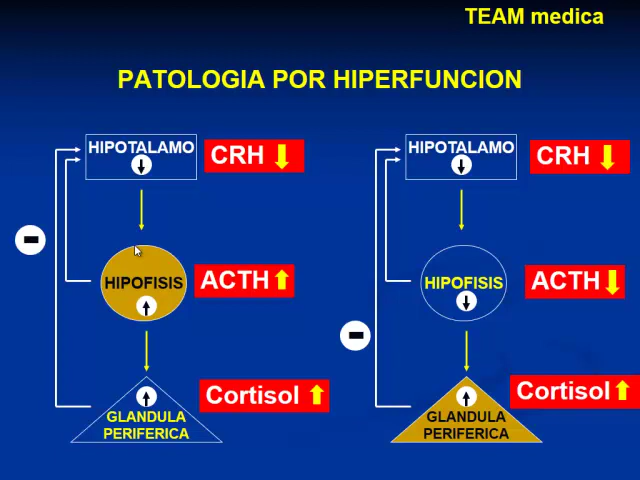 TEAM medica
PATOLOGIA POR HIPERFUNCION
HIPOTALAMO
CRH
HIPOFISIS
ACTH
Cortisol
GLANDULA
PERIFERICA
HIPOTALAMO
CRH
HIPOFISIS
ACTH
Cortisol
GLANDULA
PERIFERICA